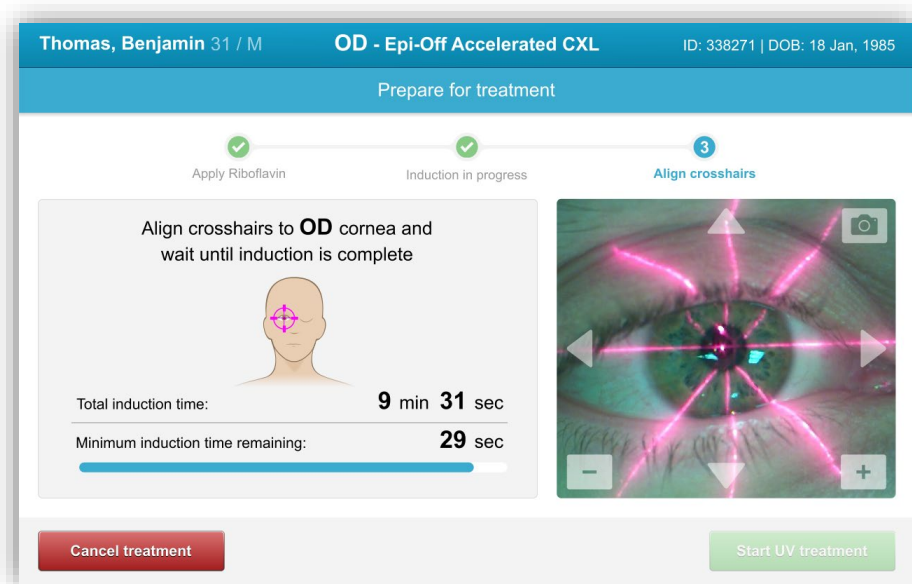 Thomas, Benjamin 31 / M
OD - Epi-Off Accelerated CXL
ID: 338271 | DOB: 18 Jan, 1985
Prepare for treatment
3
Apply Riboflavin
Induction in progress
Align crosshairs
Align crosshairs to OD cornea and
wait until induction is complete
Total induction time: 9 min 31 sec
Minimum induction time remaining: 29 sec
Cancel treatment
Start UV treatment